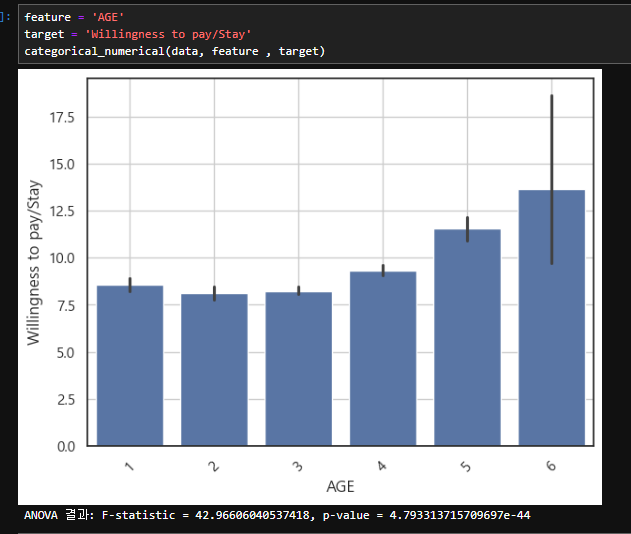 ]:
feature = 'AGE'
target = 'Willingness to pay/Stay'
categorical_numerical(data, feature , target)
Willingness to pay/Stay
17.5
15.0
12.5
10.0
7.5
5.0
2.5
0.0
1 2 3 4 5 6
AGE
ANOVA 결과: F-statistic = 42.96606040537418, p-value = 4.793313715709697e-44